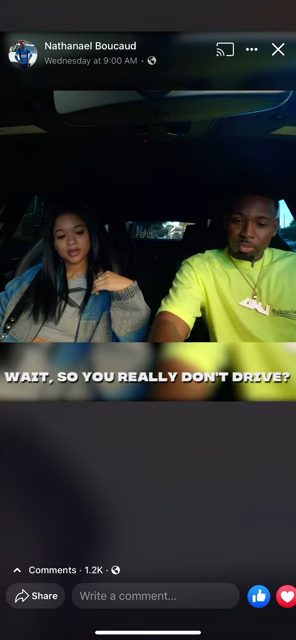 Nathanael Boucaud
Wednesday at 9:00 AM ·
WAIT, SO YOU REALLY DON'T DRIVE?
Comments · 1.2K ·
Share
Write a comment...